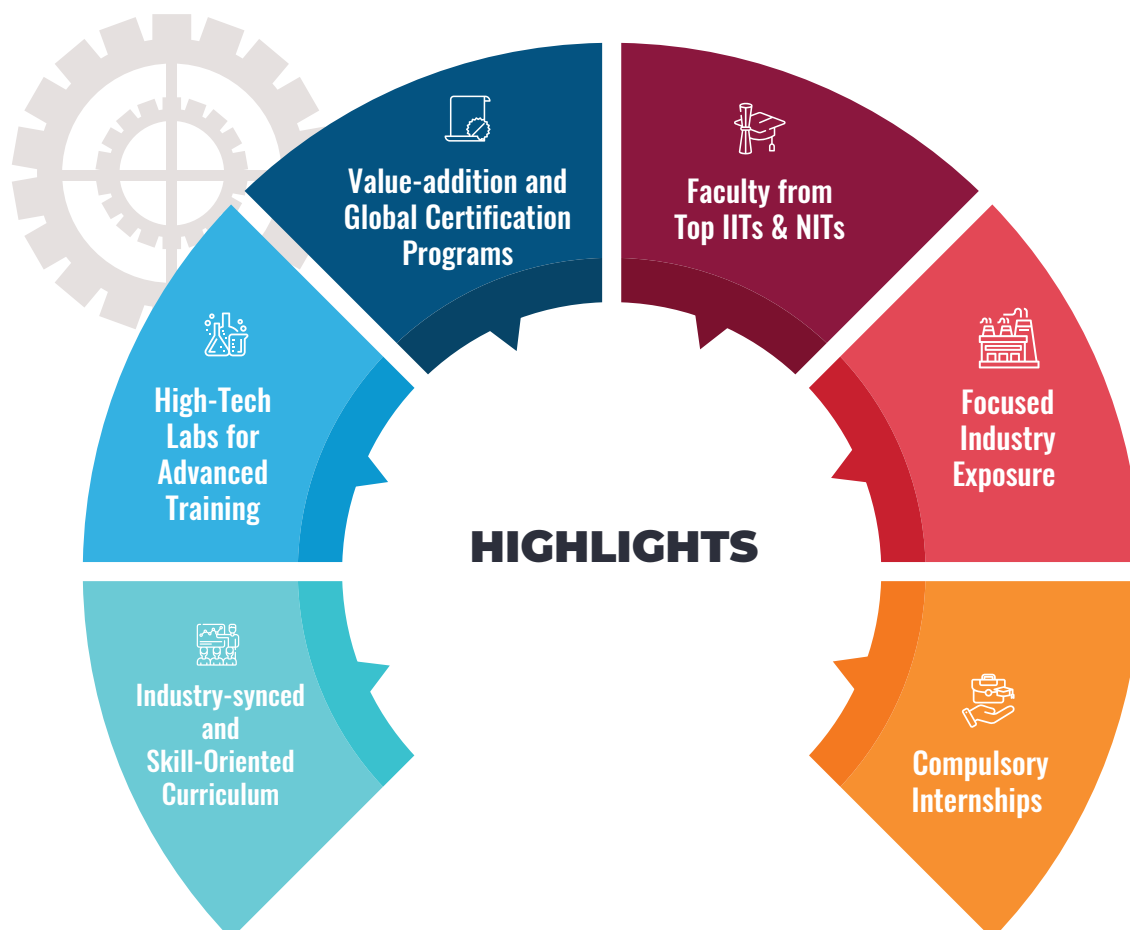 Value-addition and
Global Certification
Programs
Faculty from
Top IITs & NITs
High-Tech
Labs for
Advanced
Training
Focused
Industry
Exposure
HIGHLIGHTS
Industry-synced
and
Skill-Oriented
Curriculum
Compulsory
Internships